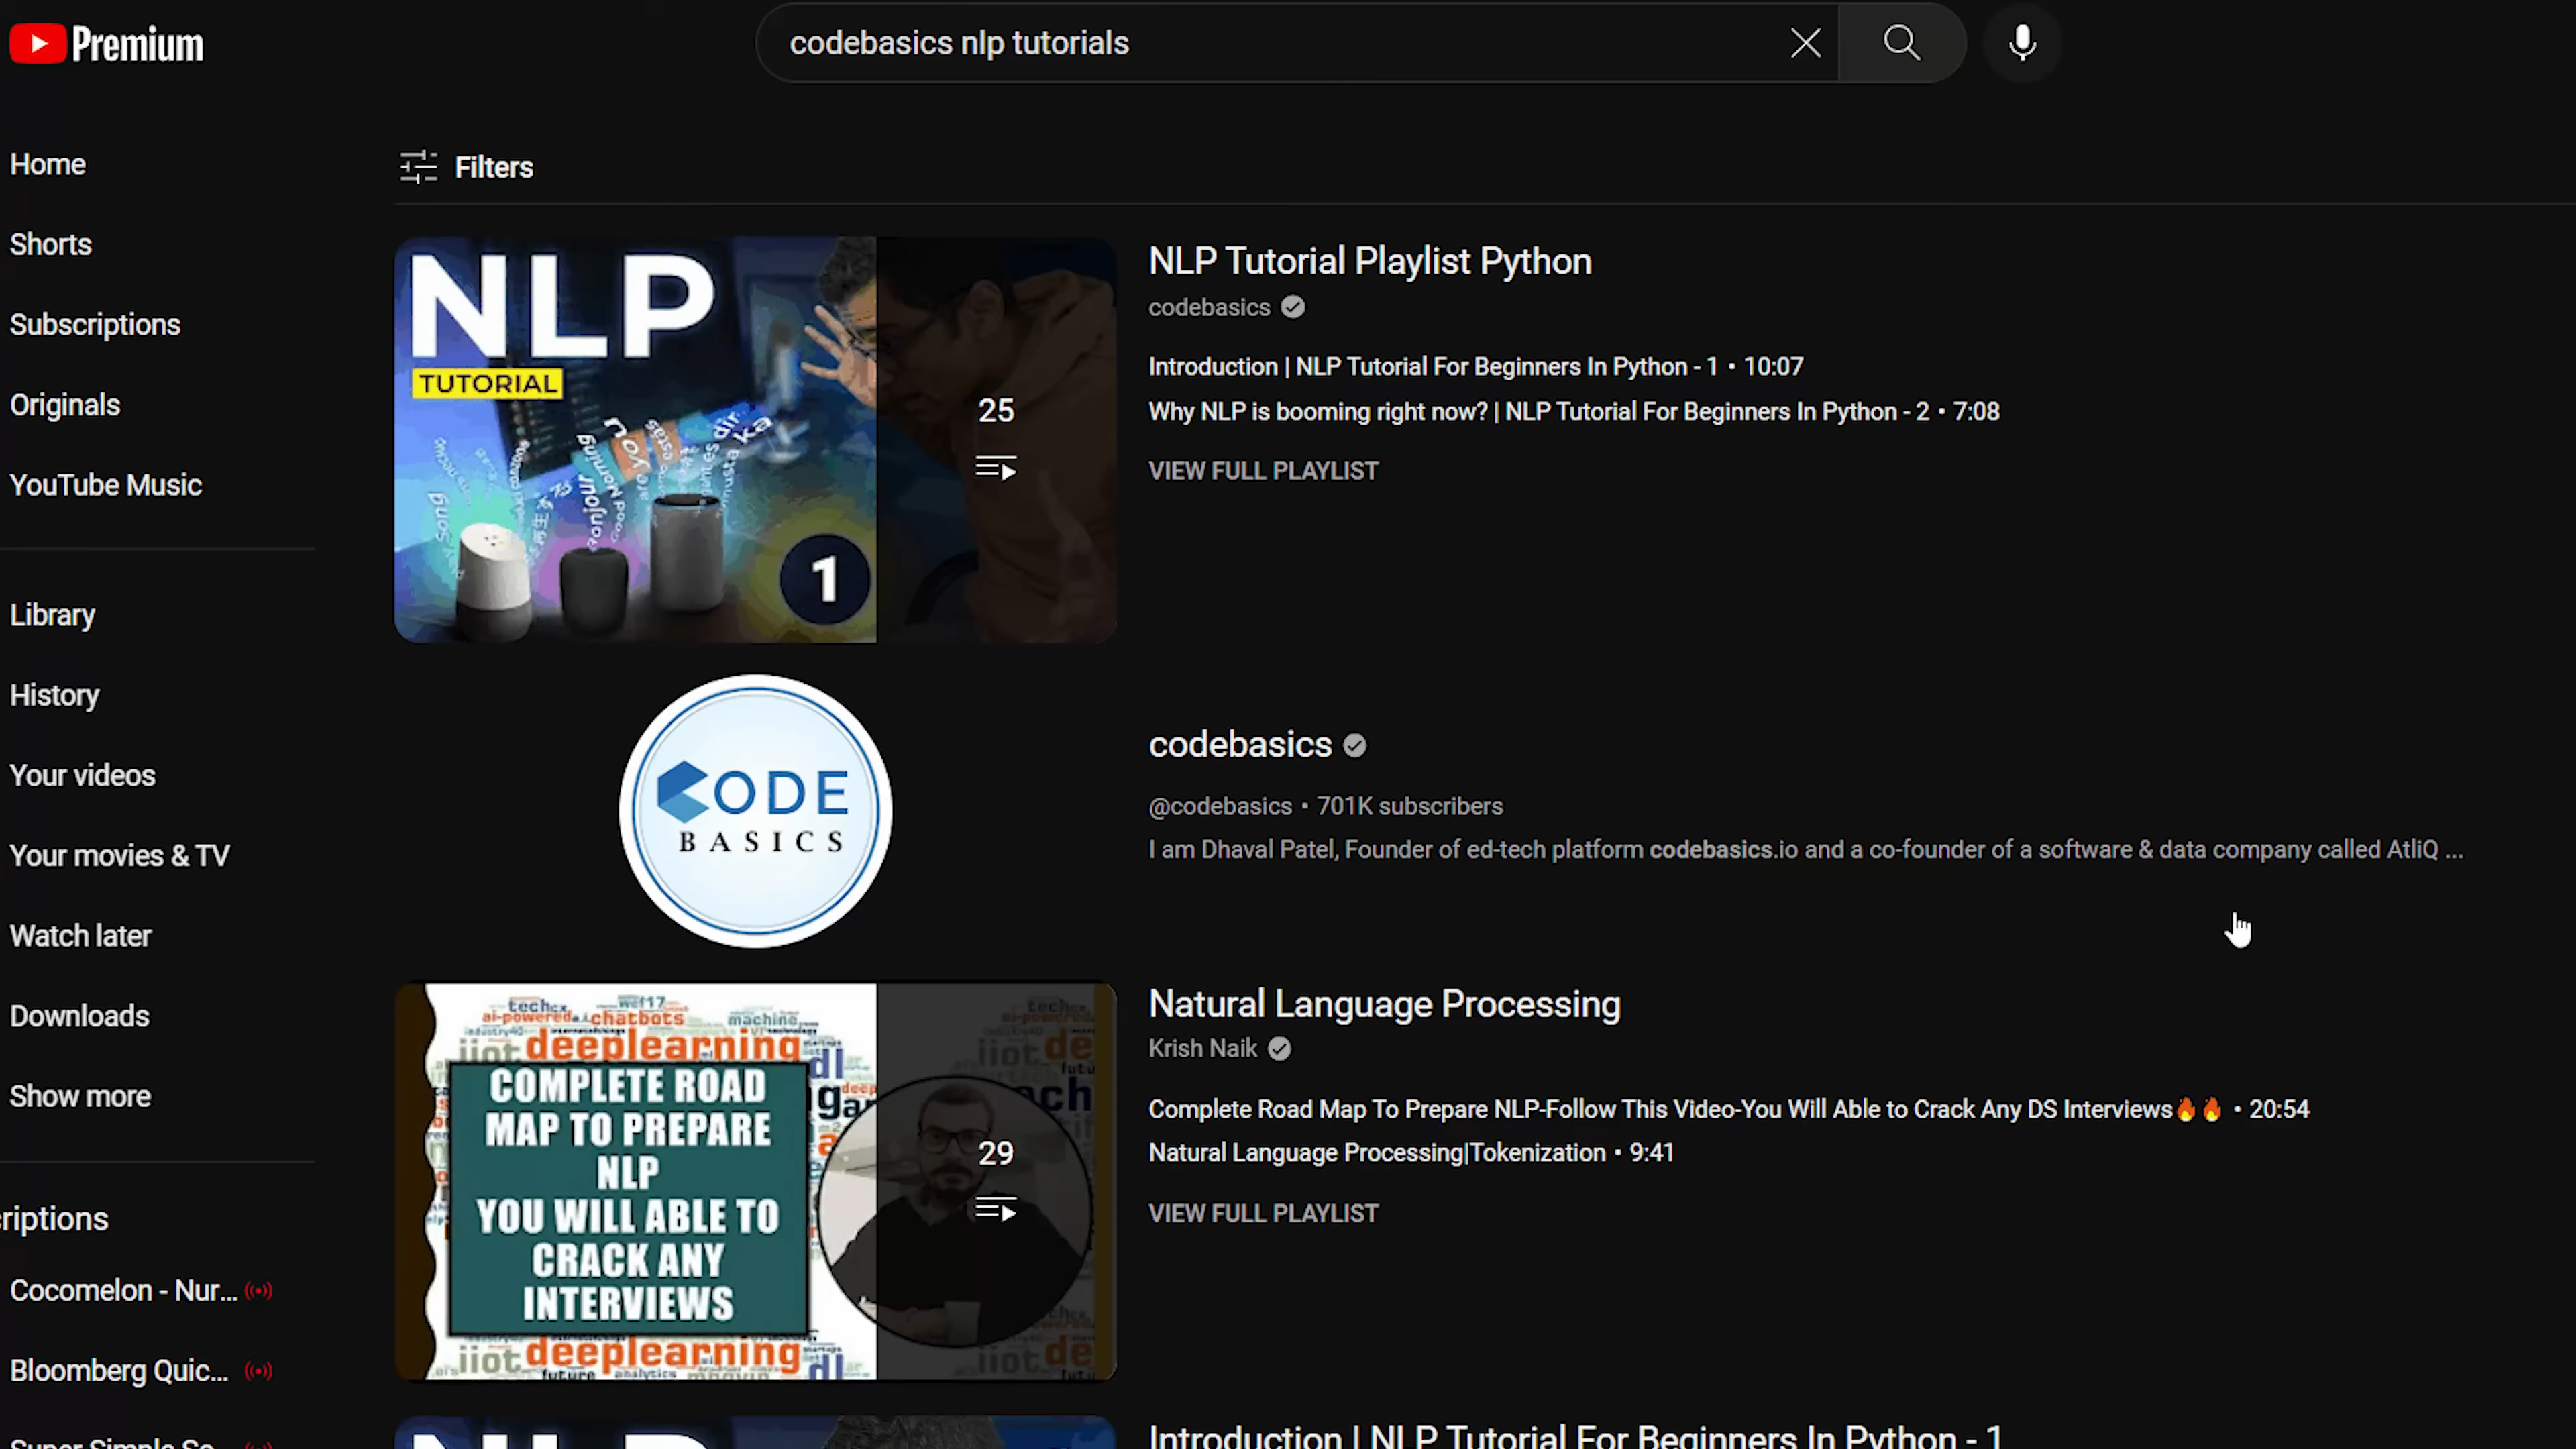 Premium
codebasics nlp tutorials
Home
Shorts
Subscriptions
Originals
YouTube Music
Library
History
Your videos
Your movies & TV
Watch later
Downloads
Show more
criptions
Cocomelon - Nur...
Bloomberg Quic...
Filters
NLP
TUTORIAL
1
25
NLP Tutorial Playlist Python
codebasics
Introduction | NLP Tutorial For Beginners In Python - 1 • 10:07
Why NLP is booming right now? | NLP Tutorial For Beginners In Python - 2 • 7:08
VIEW FULL PLAYLIST
CODE
BASICS
codebasics
@codebasics • 701K subscribers
I am Dhaval Patel, Founder of ed-tech platform codebasics.io and a co-founder of a software & data company called AtliQ ...
deeplearning
COMPLETE ROAD
MAP TO PREPARE
NLP
YOU WILL ABLE TO
CRACK ANY
INTERVIEWS
iiot deeplearning
29
Natural Language Processing
Krish Naik
Complete Road Map To Prepare NLP-Follow This Video-You Will Able to Crack Any DS Interviews🔥🔥 • 20:54
Natural Language Processing|Tokenization • 9:41
VIEW FULL PLAYLIST
Introduction | NLP Tutorial For Beginners In Python - 1